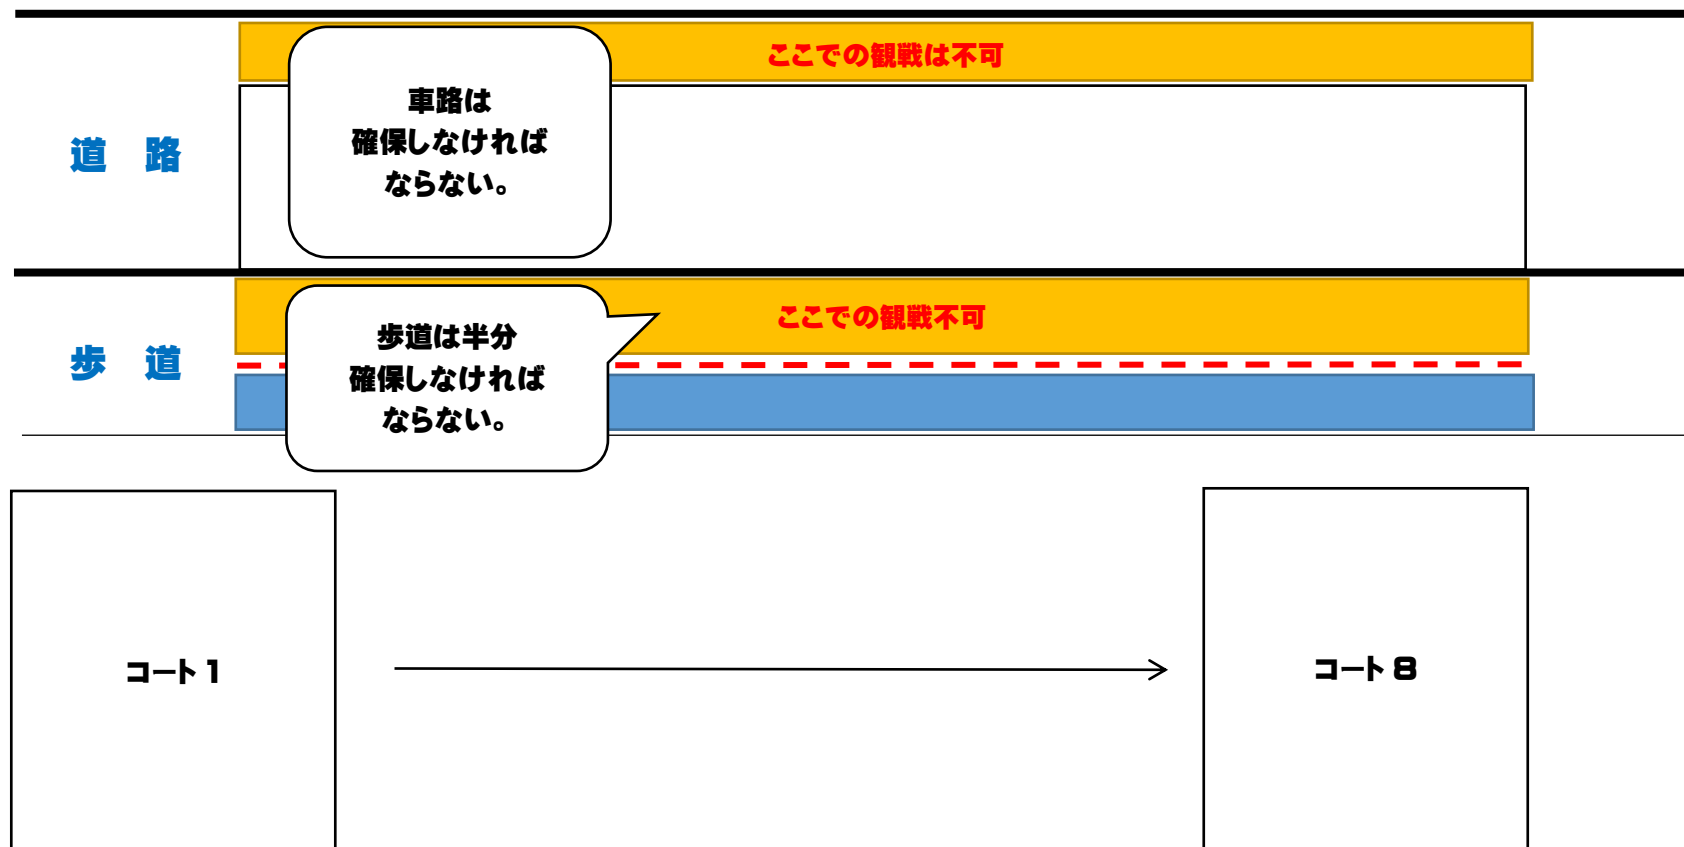 ここでの観戦は不可
車路は
確保しなければ
ならない。
道　路
ここでの観戦不可
歩道は半分
確保しなければ
ならない。
歩　道
コート 1
コート 8